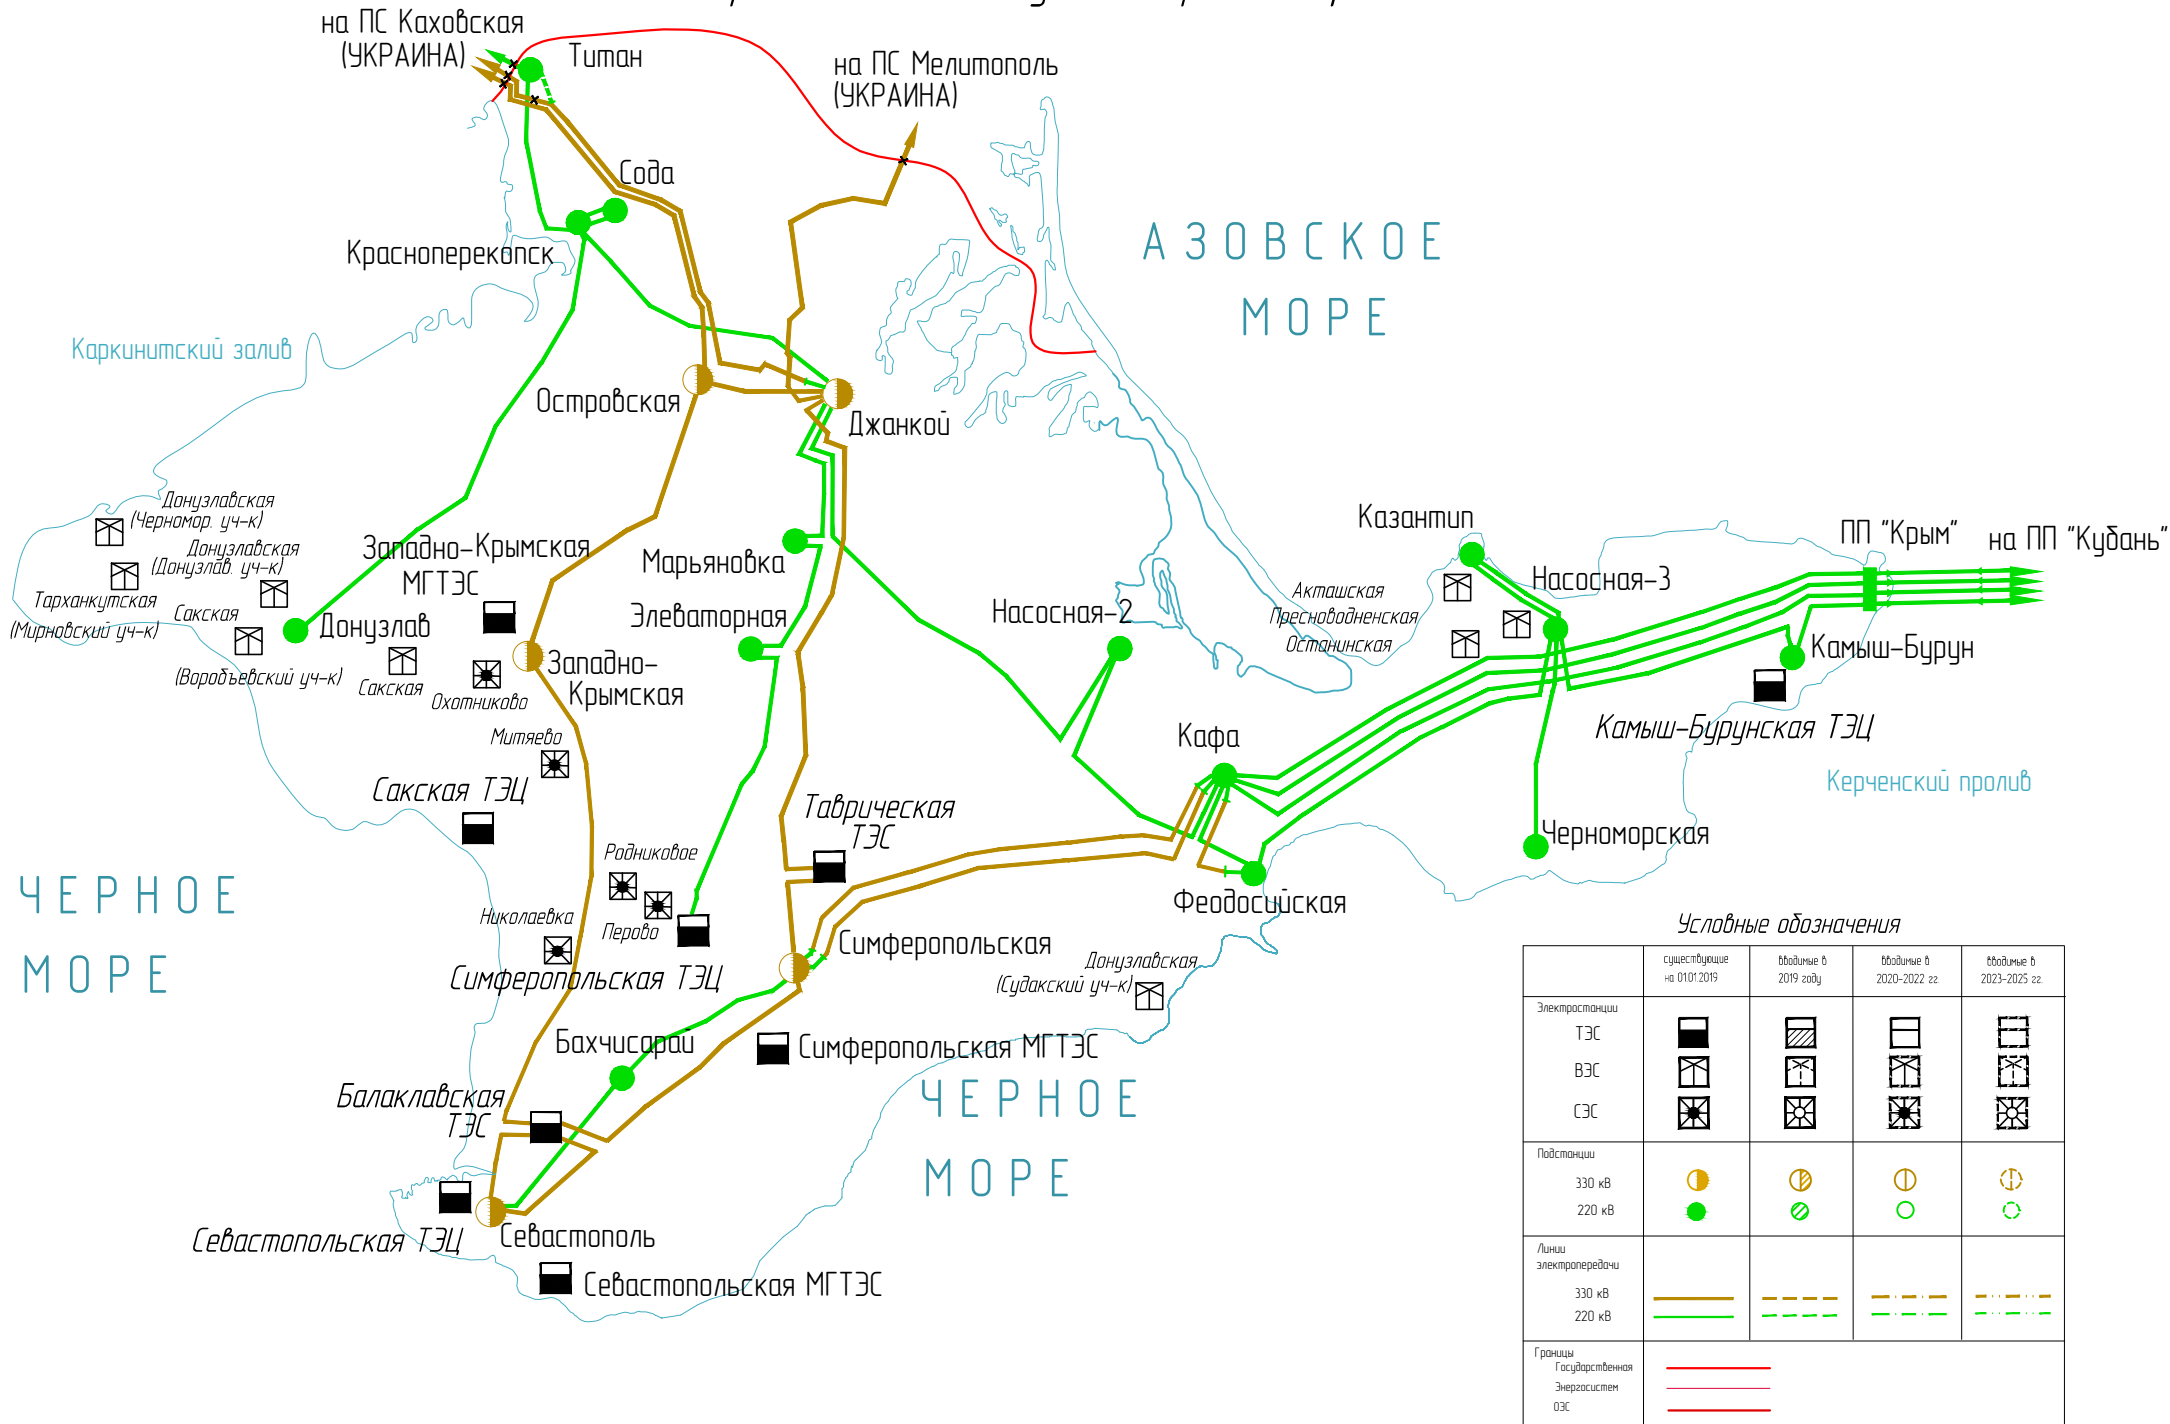 на ПС Каховская
(УКРАИНА)
Титан
на ПС Мелитополь
(УКРАИНА)
Сода
Красноперекопск
АЗОВСКОЕ
МОРЕ
Каркинитский залив
Островская
Джанкой
Донузлавская
(Черномор. уч-к)
Донузлавская
(Донузлав. уч-к)
Тарханкутская
(Мирновский уч-к)
Сакская
(Воробъевский уч-к)
Донузлав
Сакская
Западно-Крымская
МГТЭС
Охотниково
Западно-
Крымская
Марьяновка
Элеваторная
Насосная-2
Казантип
Насосная-3
Акташская
Пресноводненская
Останинская
ПП "Крым"
на ПП "Кубань"
Камыш-Бурун
Камыш-Бурунская ТЭЦ
Керченский пролив
Митяево
Сакская ТЭЦ
Кафа
Таврическая
ТЭС
Черноморская
Родниковое
Перово
Николаевка
Симферопольская ТЭЦ
Феодосийская
Симферопольская
Донузлавская
(Судакский уч-к)
ЧЕРНОЕ
МОРЕ
Бахчисарай
Симферопольская МГТЭС
ЧЕРНОЕ
МОРЕ
Балаклавская
ТЭС
Севастопольская ТЭЦ
Севастополь
Севастопольская МГТЭС
Условные обозначения
существующие
на 01.01.2019
вводимые в
2019 году
вводимые в
2020-2022 гг.
вводимые в
2023-2025 гг.
Электростанции
ТЭС
ВЭС
СЭС
Подстанции
330 кВ
220 кВ
Линии
электропередачи
330 кВ
220 кВ
Границы
Государственная
Энергосистем
ОЭС